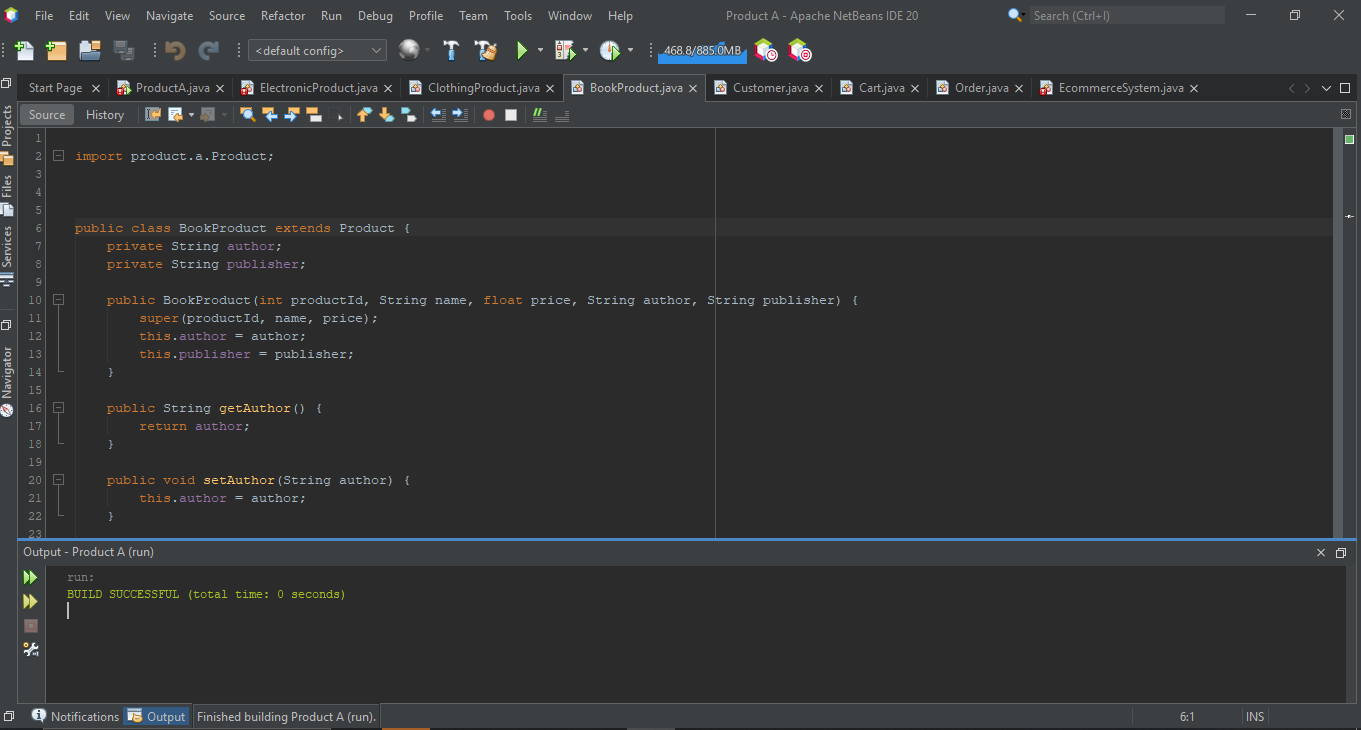 File Edit View Navigate Source Refactor Run Debug Profile Team Tools Window Help Product A - Apache NetBeans IDE 20 Search (Ctrl+I)
<default config> 468.8/885.0MB
Start Page ProductA.java ElectronicProduct.java ClothingProduct.java BookProduct.java Customer.java Cart.java Order.java EcommerceSystem.java
Source History
Projects
Files
Services
Navigator
1
2 import product.a.Product;
3
4
5
6 public class BookProduct extends Product {
7 private String author;
8 private String publisher;
9
10 public BookProduct(int productId, String name, float price, String author, String publisher) {
11 super(productId, name, price);
12 this.author = author;
13 this.publisher = publisher;
14 }
15
16 public String getAuthor() {
17 return author;
18 }
19
20 public void setAuthor(String author) {
21 this.author = author;
22 }
23
Output - Product A (run)
run:
BUILD SUCCESSFUL (total time: 0 seconds)
Notifications Output Finished building Product A (run). 6:1 INS